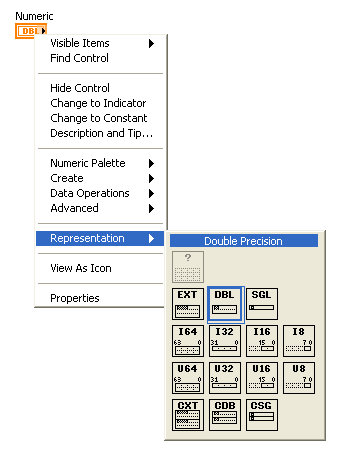 Numeric
DBL
Visible Items
Find Control
Hide Control
Change to Indicator
Change to Constant
Description and Tip...
Numeric Palette
Create
Data Operations
Advanced
Representation
View As Icon
Properties
Double Precision
?
EXT DBL SGL
I64 I32 I16 I8
63 0 31 0 15 0 7 0
U64 U32 U16 U8
63 0 31 0 15 0 7 0
CXT CDB CSG